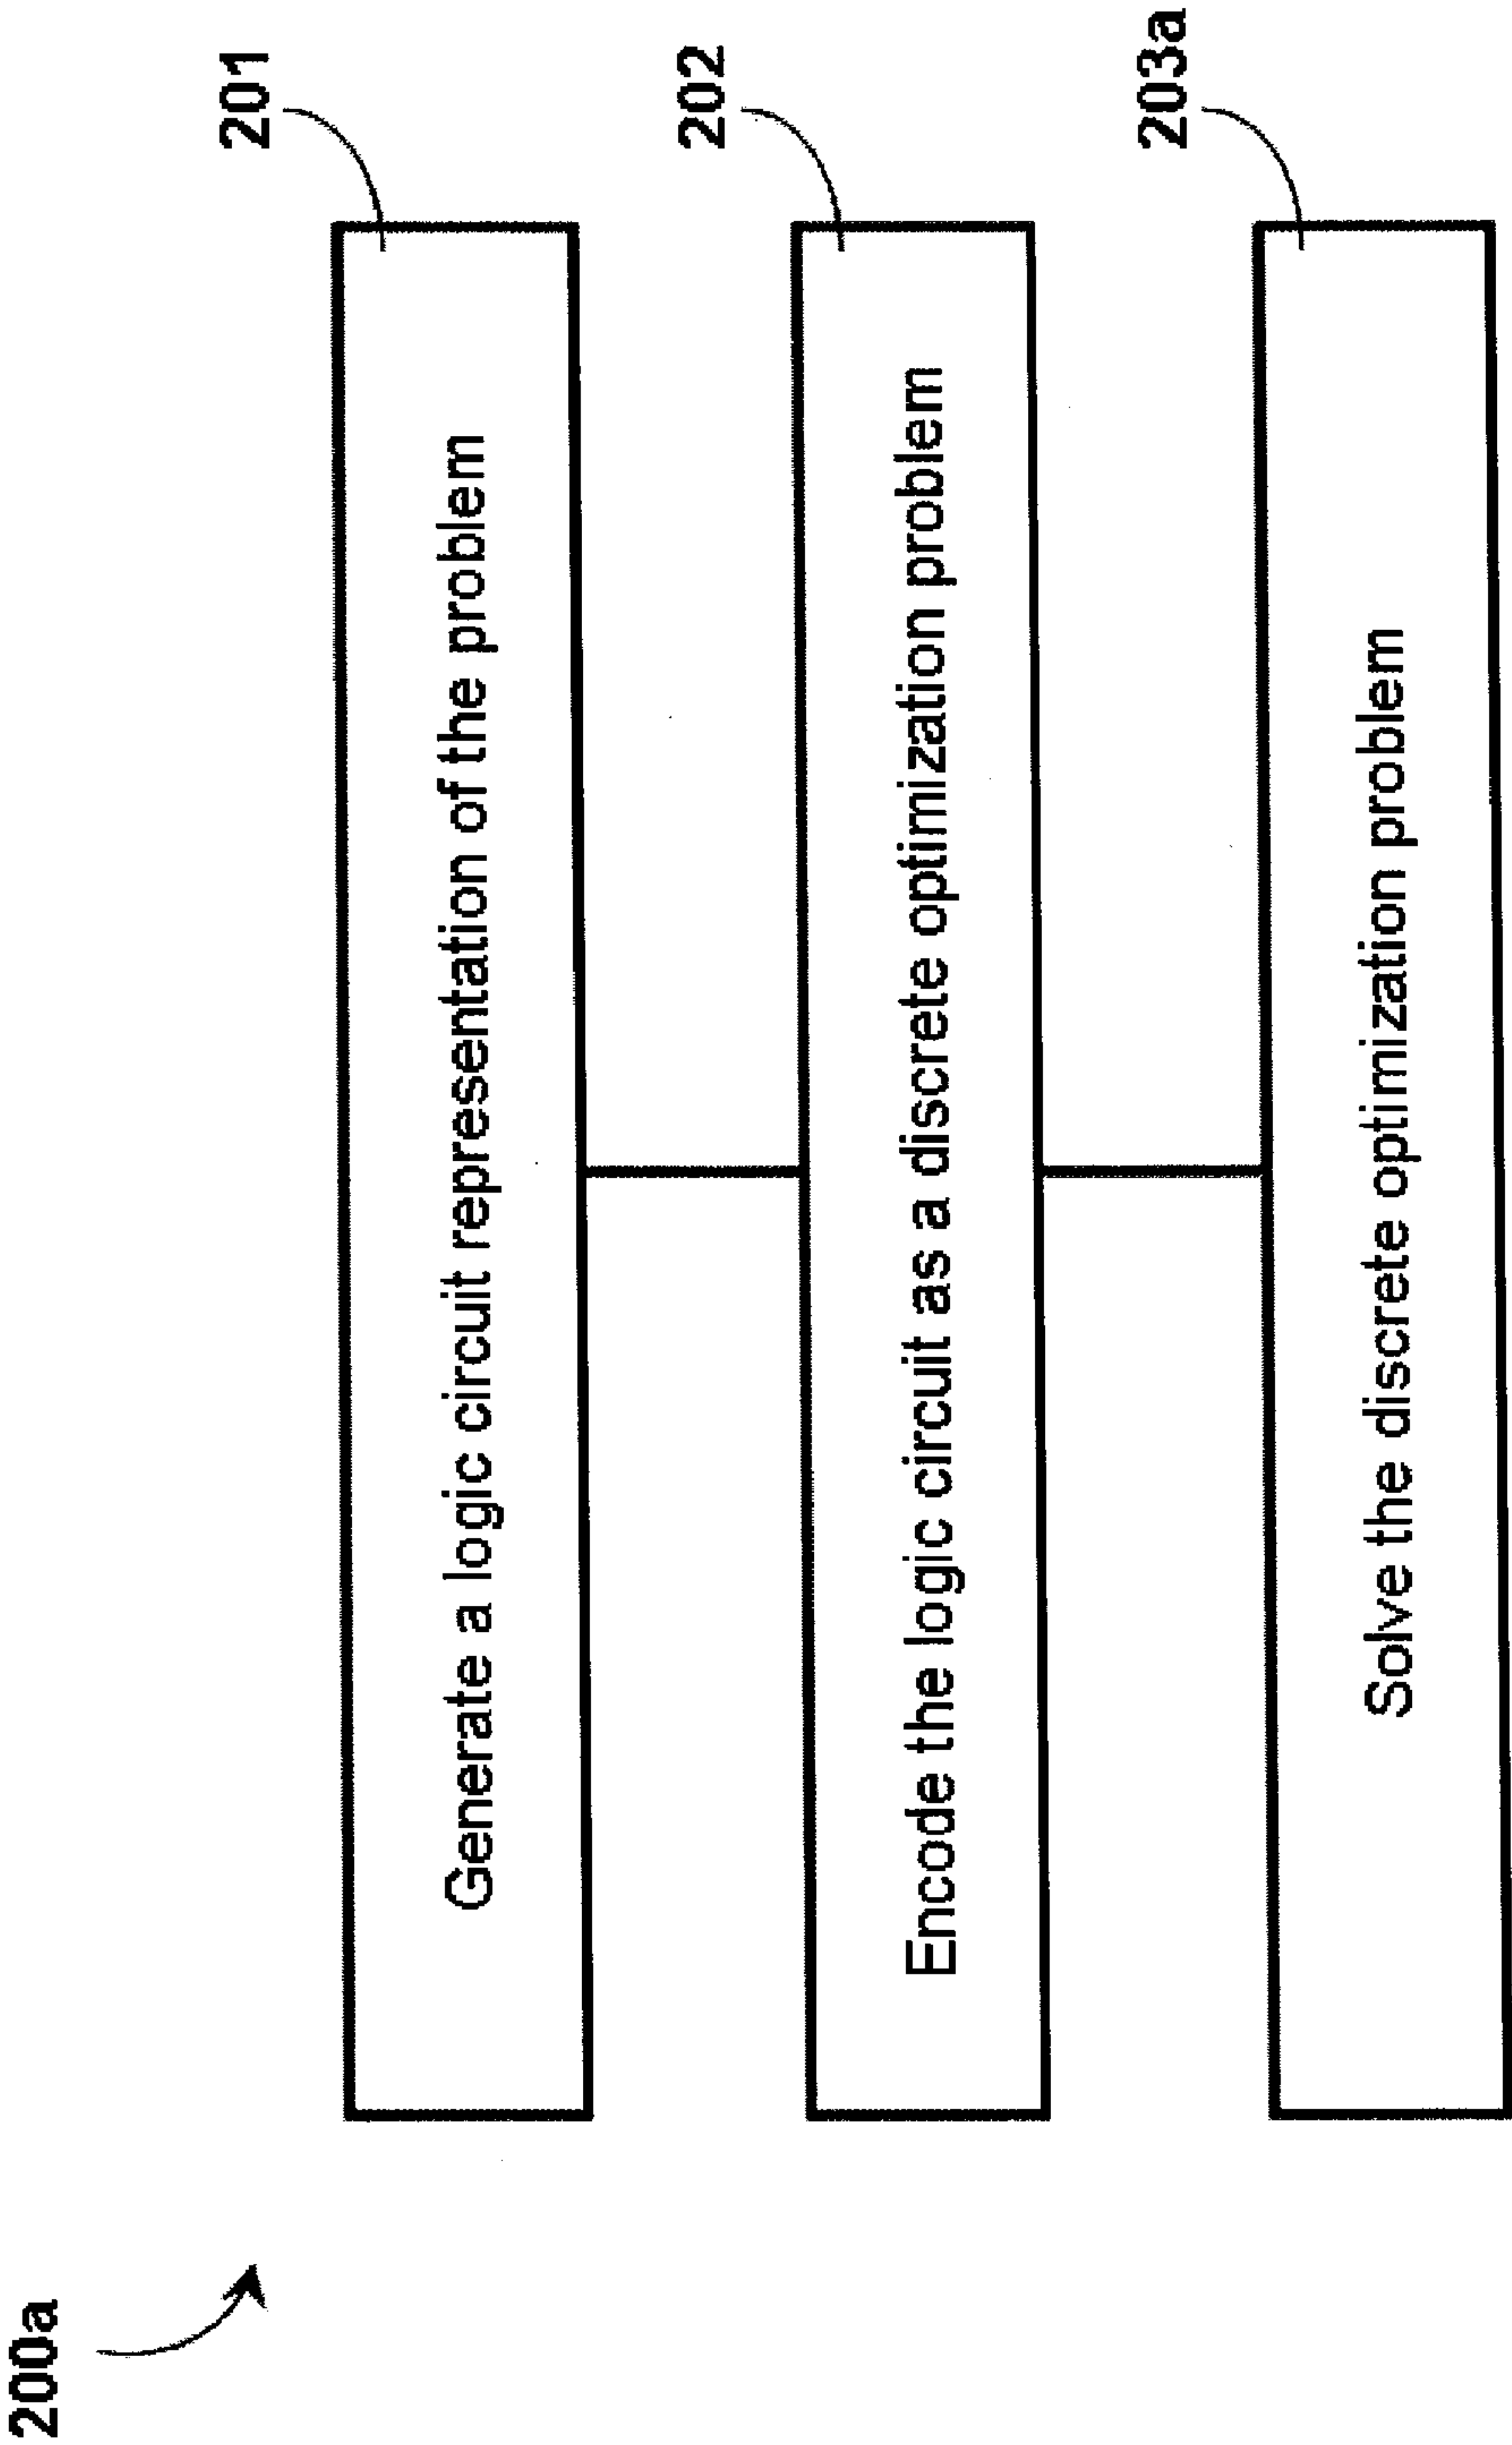 200a
201
Generate a logic circuit representation of the problem
202
Encode the logic circuit as a discrete optimization problem
203a
Solve the discrete optimization problem